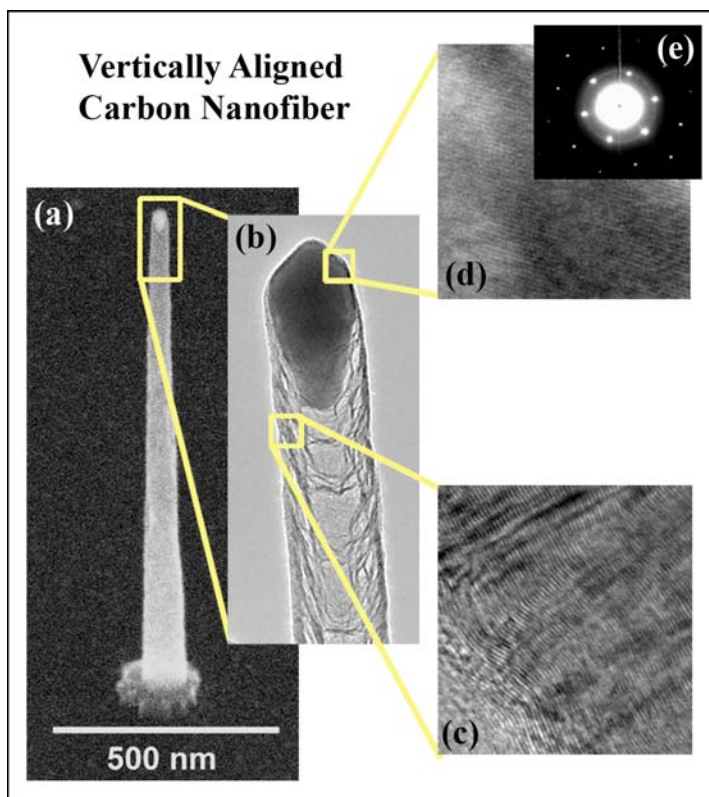 Vertically Aligned
Carbon Nanofiber
(a)
(b)
(e)
(d)
(c)
500 nm